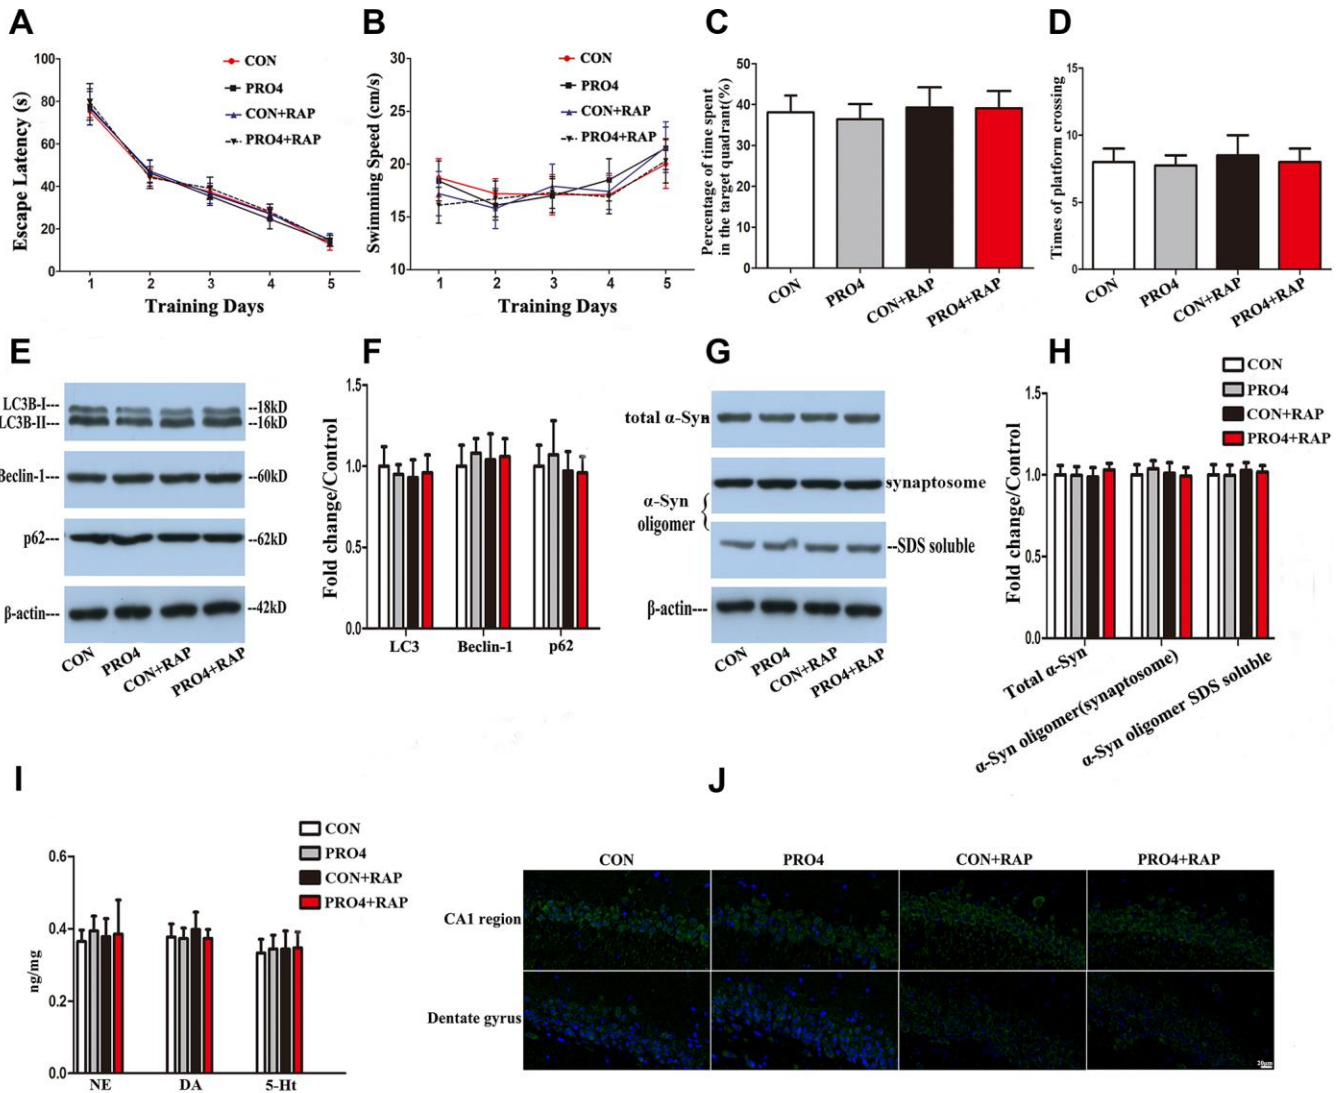 A
Escape Latency (s)
100
80
60
40
20
0
1 2 3 4 5
Training Days
CON
PRO4
CON+RAP
PRO4+RAP
B
Swimming Speed (cm/s)
30
25
20
15
10
1 2 3 4 5
Training Days
CON
PRO4
CON+RAP
PRO4+RAP
C
Percentage of time spent
in the target quadrant(%)
50
40
30
20
10
0
CON PRO4 CON+RAP PRO4+RAP
D
Times of platform crossing
15
10
5
0
CON PRO4 CON+RAP PRO4+RAP
E
LC3B-I--- --18kD
LC3B-II--- --16kD
Beclin-1--- --60kD
p62--- --62kD
β-actin--- --42kD
CON PRO4 CON+RAP PRO4+RAP
F
Fold change/Control
1.5
1.0
0.5
0.0
LC3 Beclin-1 p62
G
total α-Syn
synaptosome
α-Syn
oligomer
--SDS soluble
β-actin---
CON PRO4 CON+RAP PRO4+RAP
H
CON
PRO4
CON+RAP
PRO4+RAP
Fold change/Control
1.5
1.0
0.5
0.0
Total α-Syn
α-Syn oligomer(synaptosome)
α-Syn oligomer SDS soluble
I
CON
PRO4
CON+RAP
PRO4+RAP
ng/mg
0.6
0.4
0.2
0.0
NE DA 5-Ht
J
CON PRO4 CON+RAP PRO4+RAP
CA1 region
Dentate gyrus
20μm